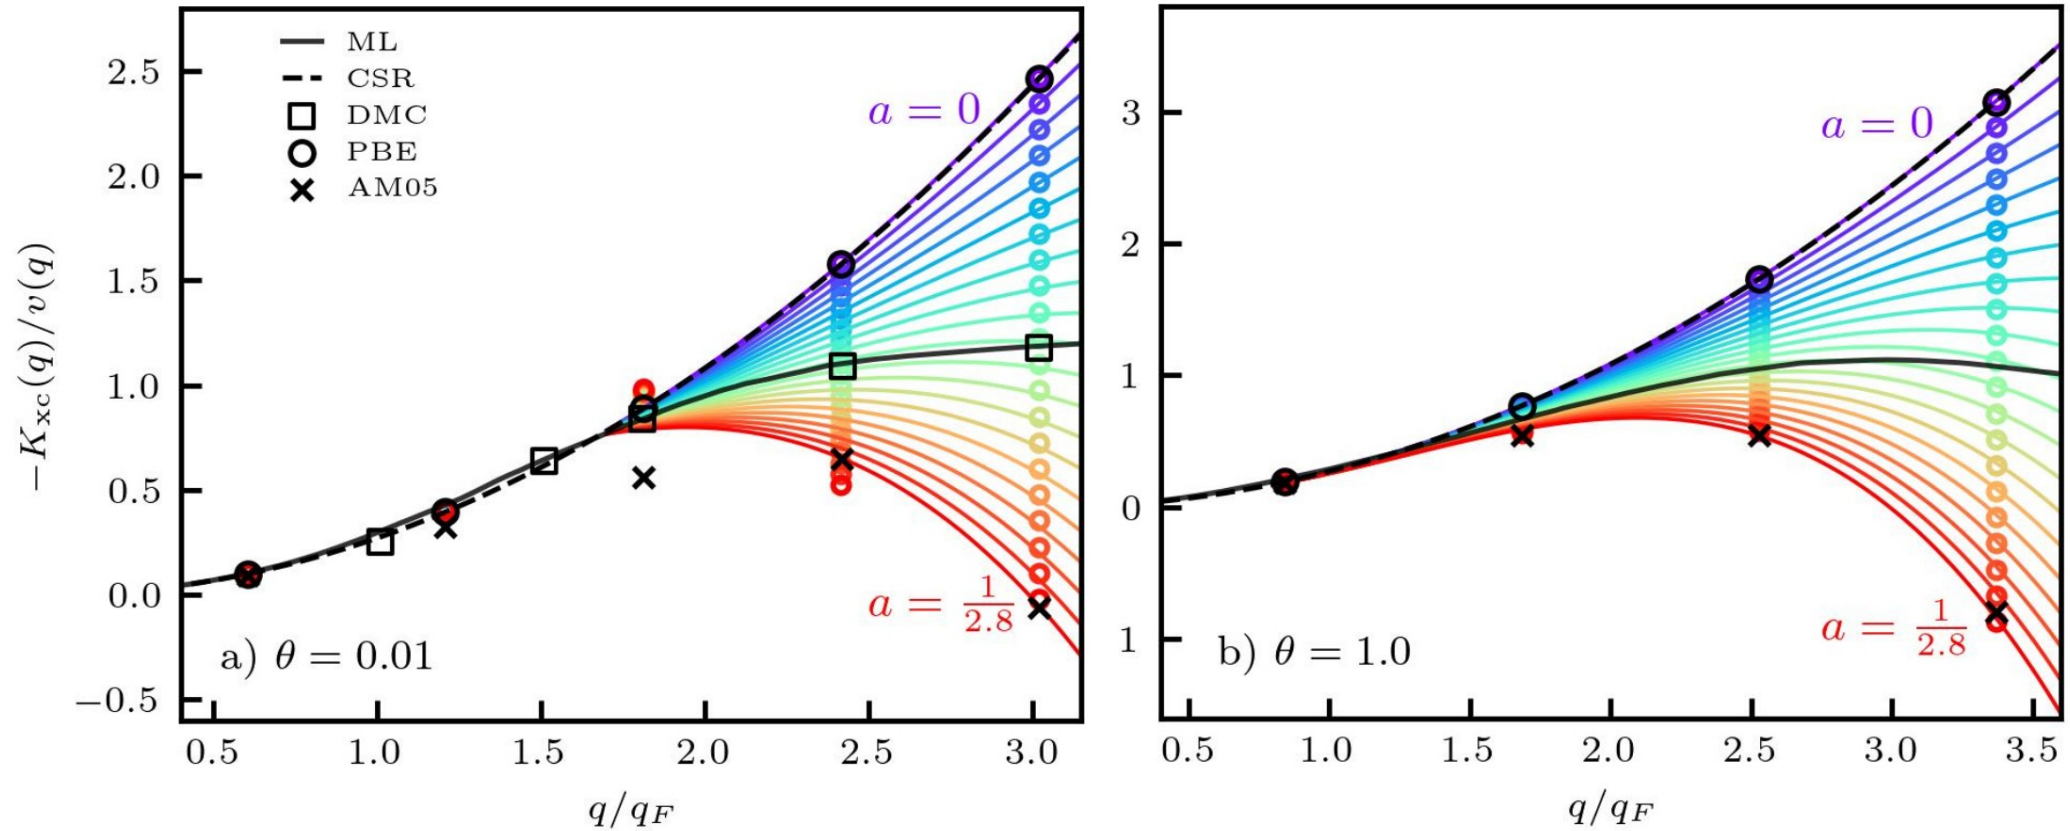 ML
CSR
DMC
PBE
AM05
2.5
2.0
1.5
1.0
0.5
0.0
−0.5
−Kxc(q)/v(q)
a = 0
a = 1/2.8
a) θ = 0.01
0.5 1.0 1.5 2.0 2.5 3.0
q/qF
3
2
1
0
1
a = 0
a = 1/2.8
b) θ = 1.0
0.5 1.0 1.5 2.0 2.5 3.0 3.5
q/qF